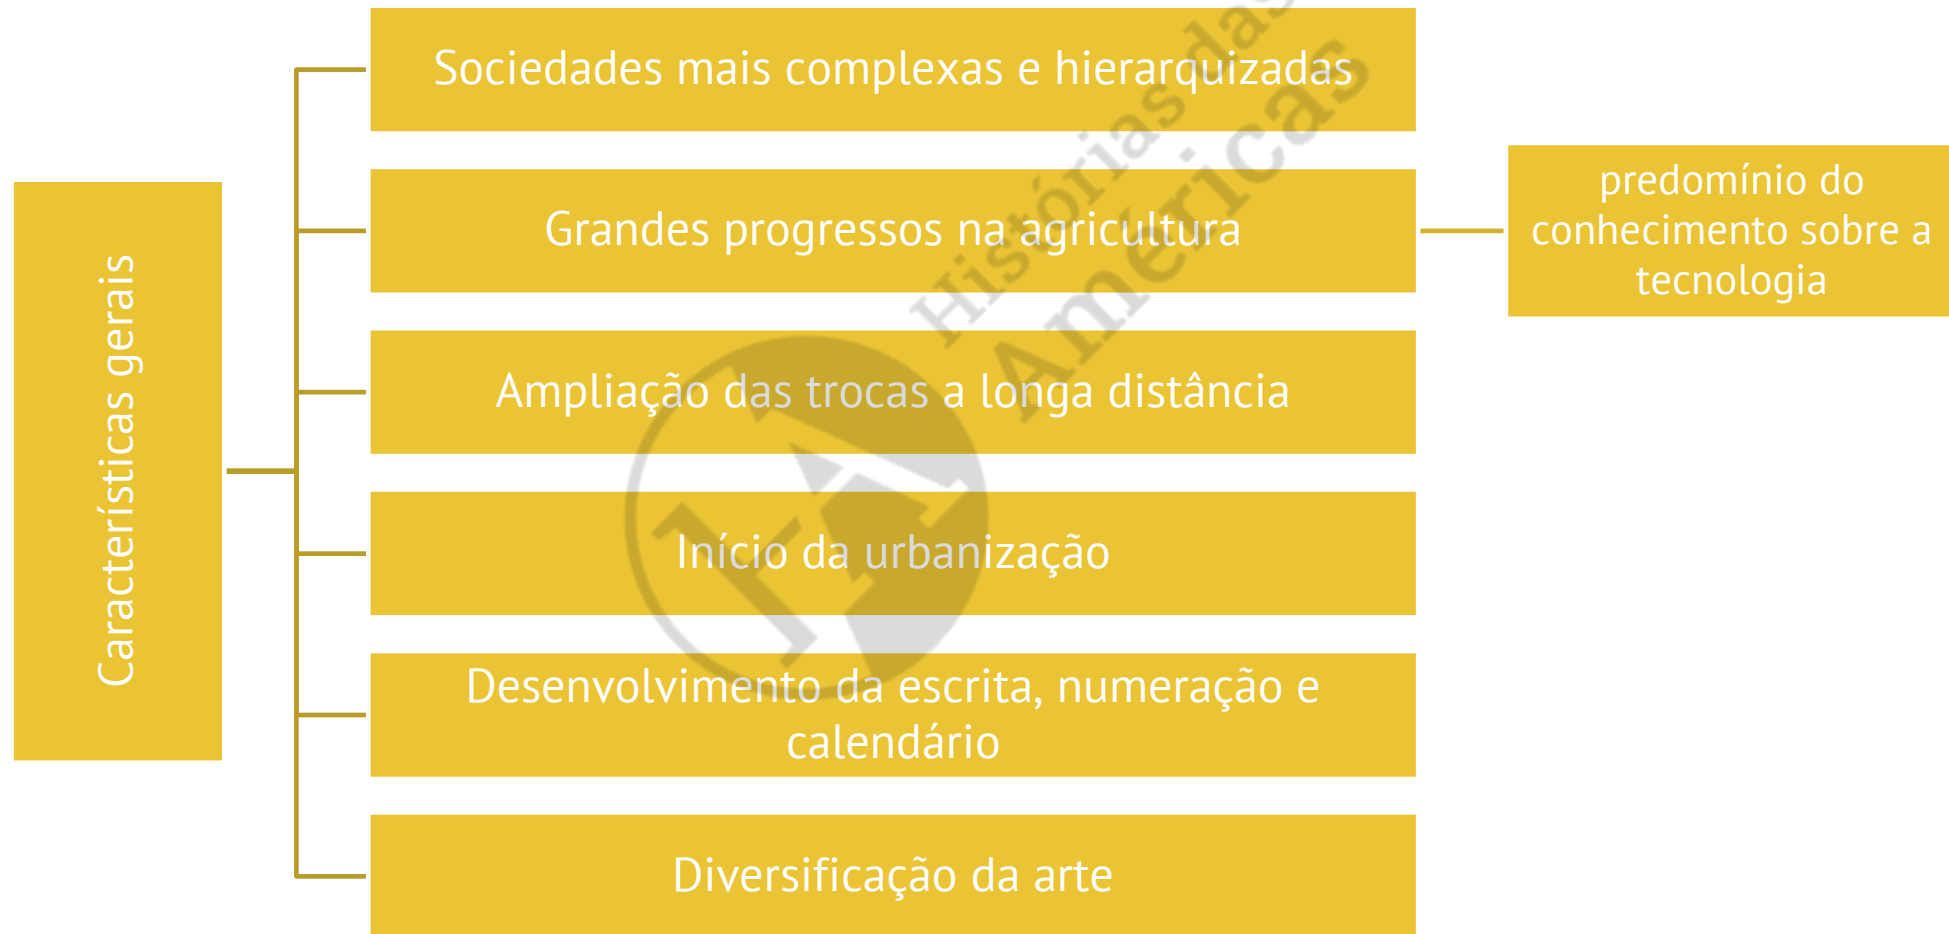 Características gerais
Sociedades mais complexas e hierarquizadas
Grandes progressos na agricultura
predomínio do
conhecimento sobre a
tecnologia
Ampliação das trocas a longa distância
Início da urbanização
Desenvolvimento da escrita, numeração e
calendário
Diversificação da arte
Histórias das
Américas